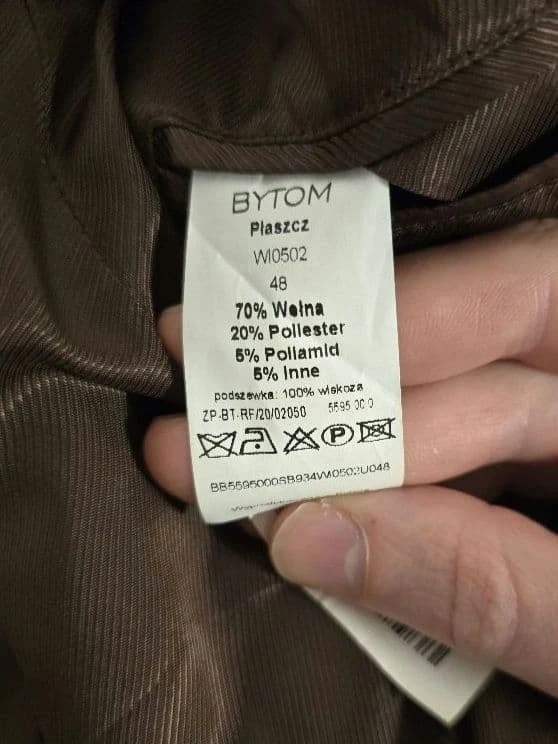 BYTOM
Płaszcz
WI0502
48
70% Wełna
20% Poliester
5% Poliamid
5% Inne
podszewka: 100% wiskoza
ZP-BT-RF/20/02050 5595 00 0
P
BB5595000SB934WI0502U048